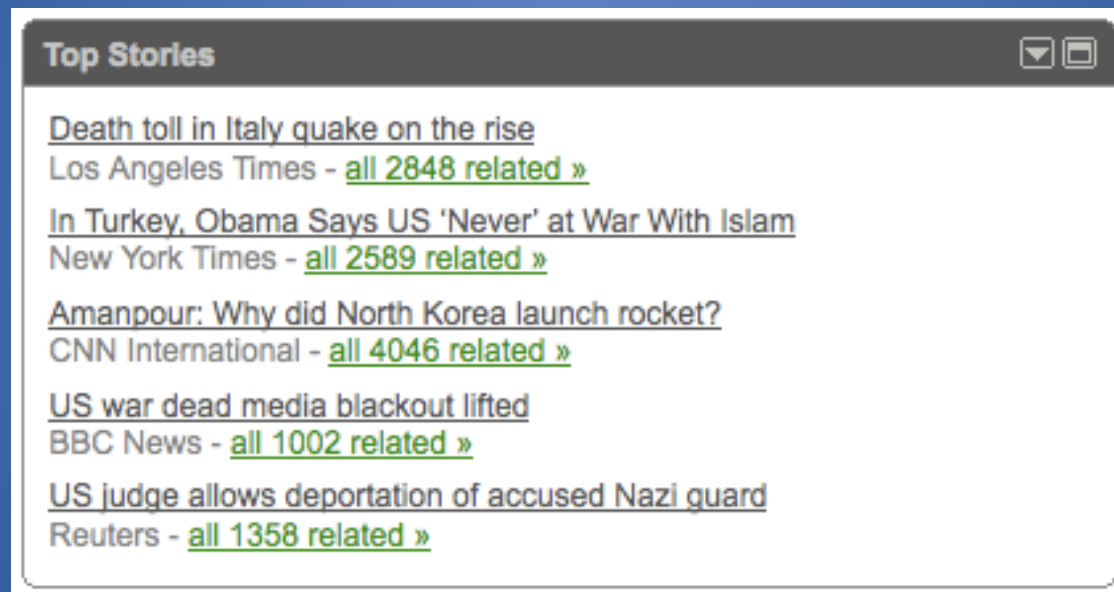 Top Stories
Death toll in Italy quake on the rise
Los Angeles Times - all 2848 related »
In Turkey, Obama Says US ‘Never’ at War With Islam
New York Times - all 2589 related »
Amanpour: Why did North Korea launch rocket?
CNN International - all 4046 related »
US war dead media blackout lifted
BBC News - all 1002 related »
US judge allows deportation of accused Nazi guard
Reuters - all 1358 related »